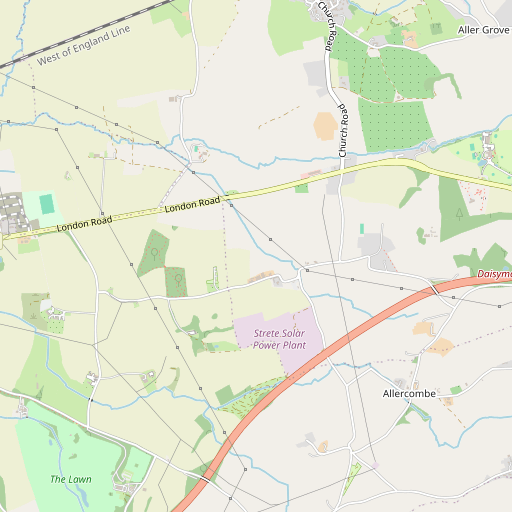 Church Road
Aller Grove
West of England Line
Church Road
London Road
London Road
Strete Solar
Power Plant
Allercombe
The Lawn